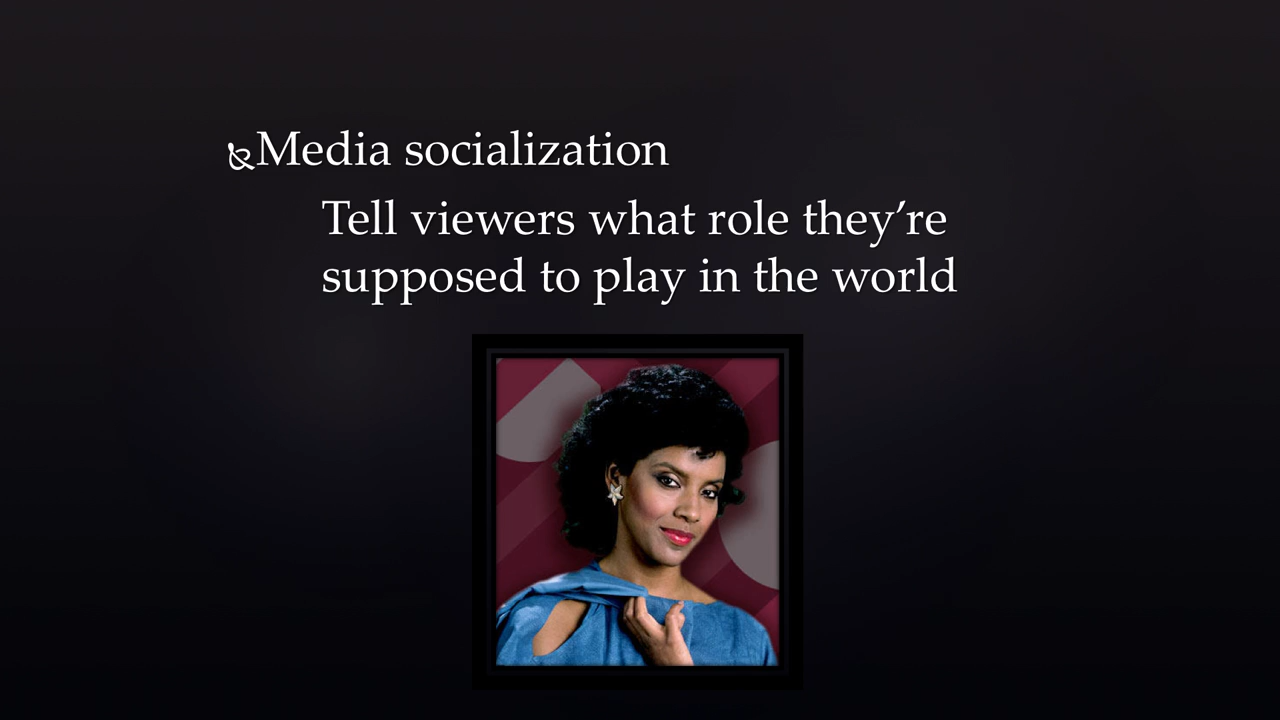 Media socialization
Tell viewers what role they’re
supposed to play in the world